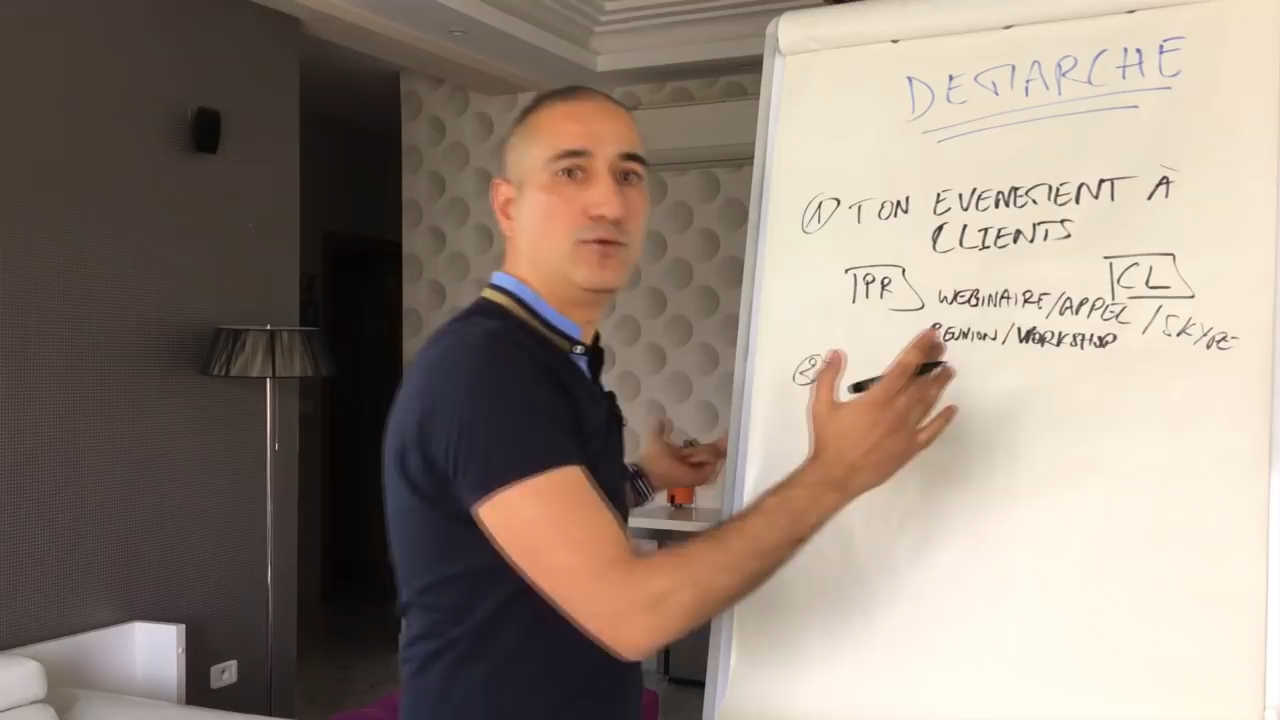 DEMARCHE
① TON EVENEMENT À
CLIENTS
PR CL
WEBINAIRE/APPEL/SKYPE
REUNION/WORKSHOP
②